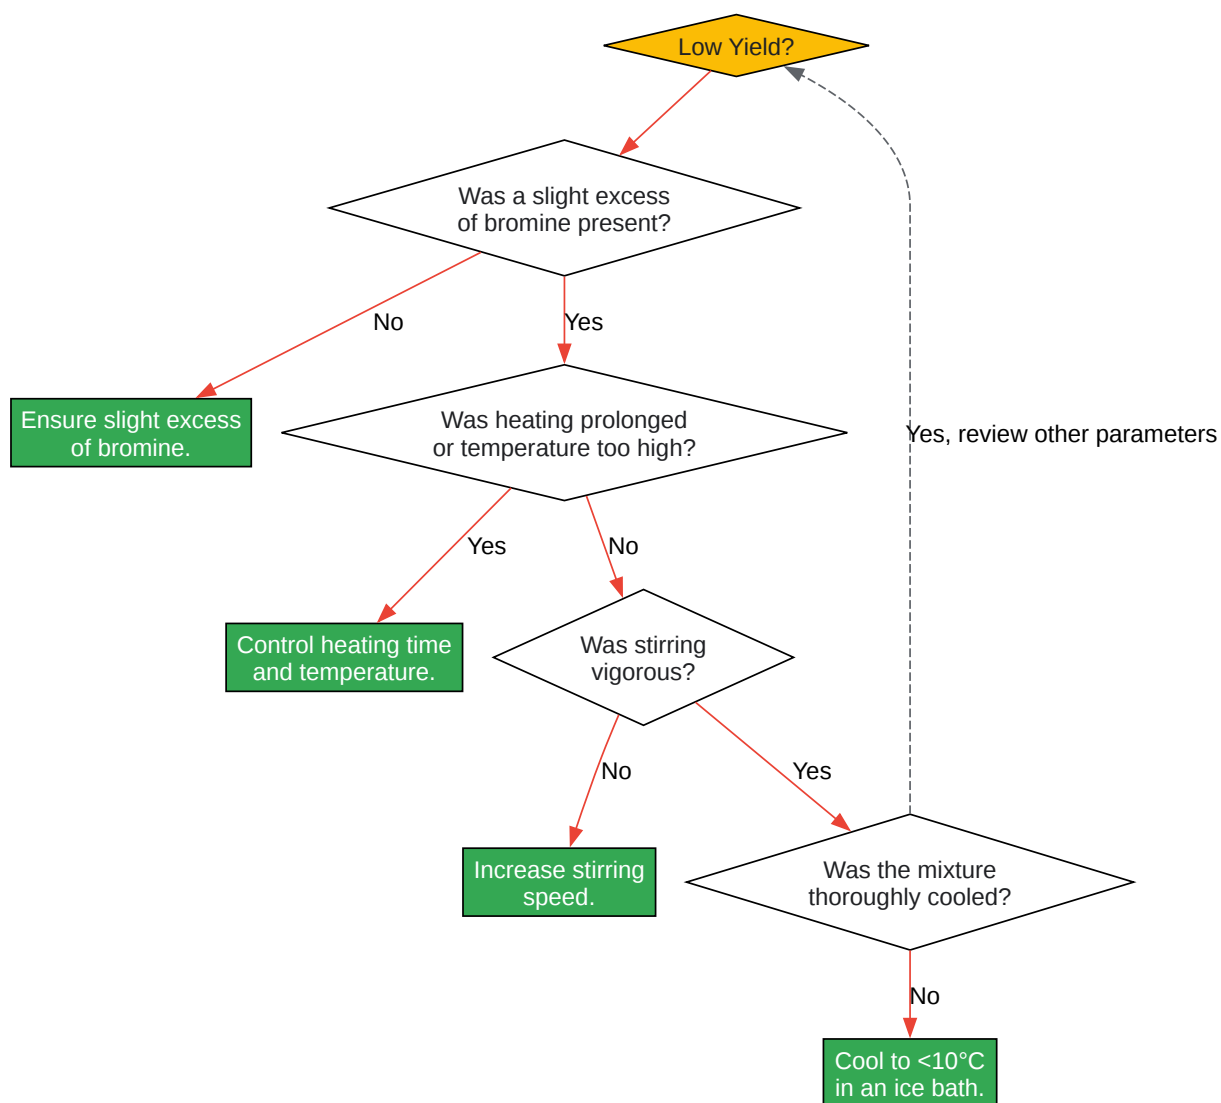 Low Yield?
Was a slight excess
of bromine present?
No
Yes
Ensure slight excess
of bromine.
Was heating prolonged
or temperature too high?
Yes, review other parameters
Yes
No
Control heating time
and temperature.
Was stirring
vigorous?
No
Yes
Increase stirring
speed.
Was the mixture
thoroughly cooled?
No
Cool to <10°C
in an ice bath.